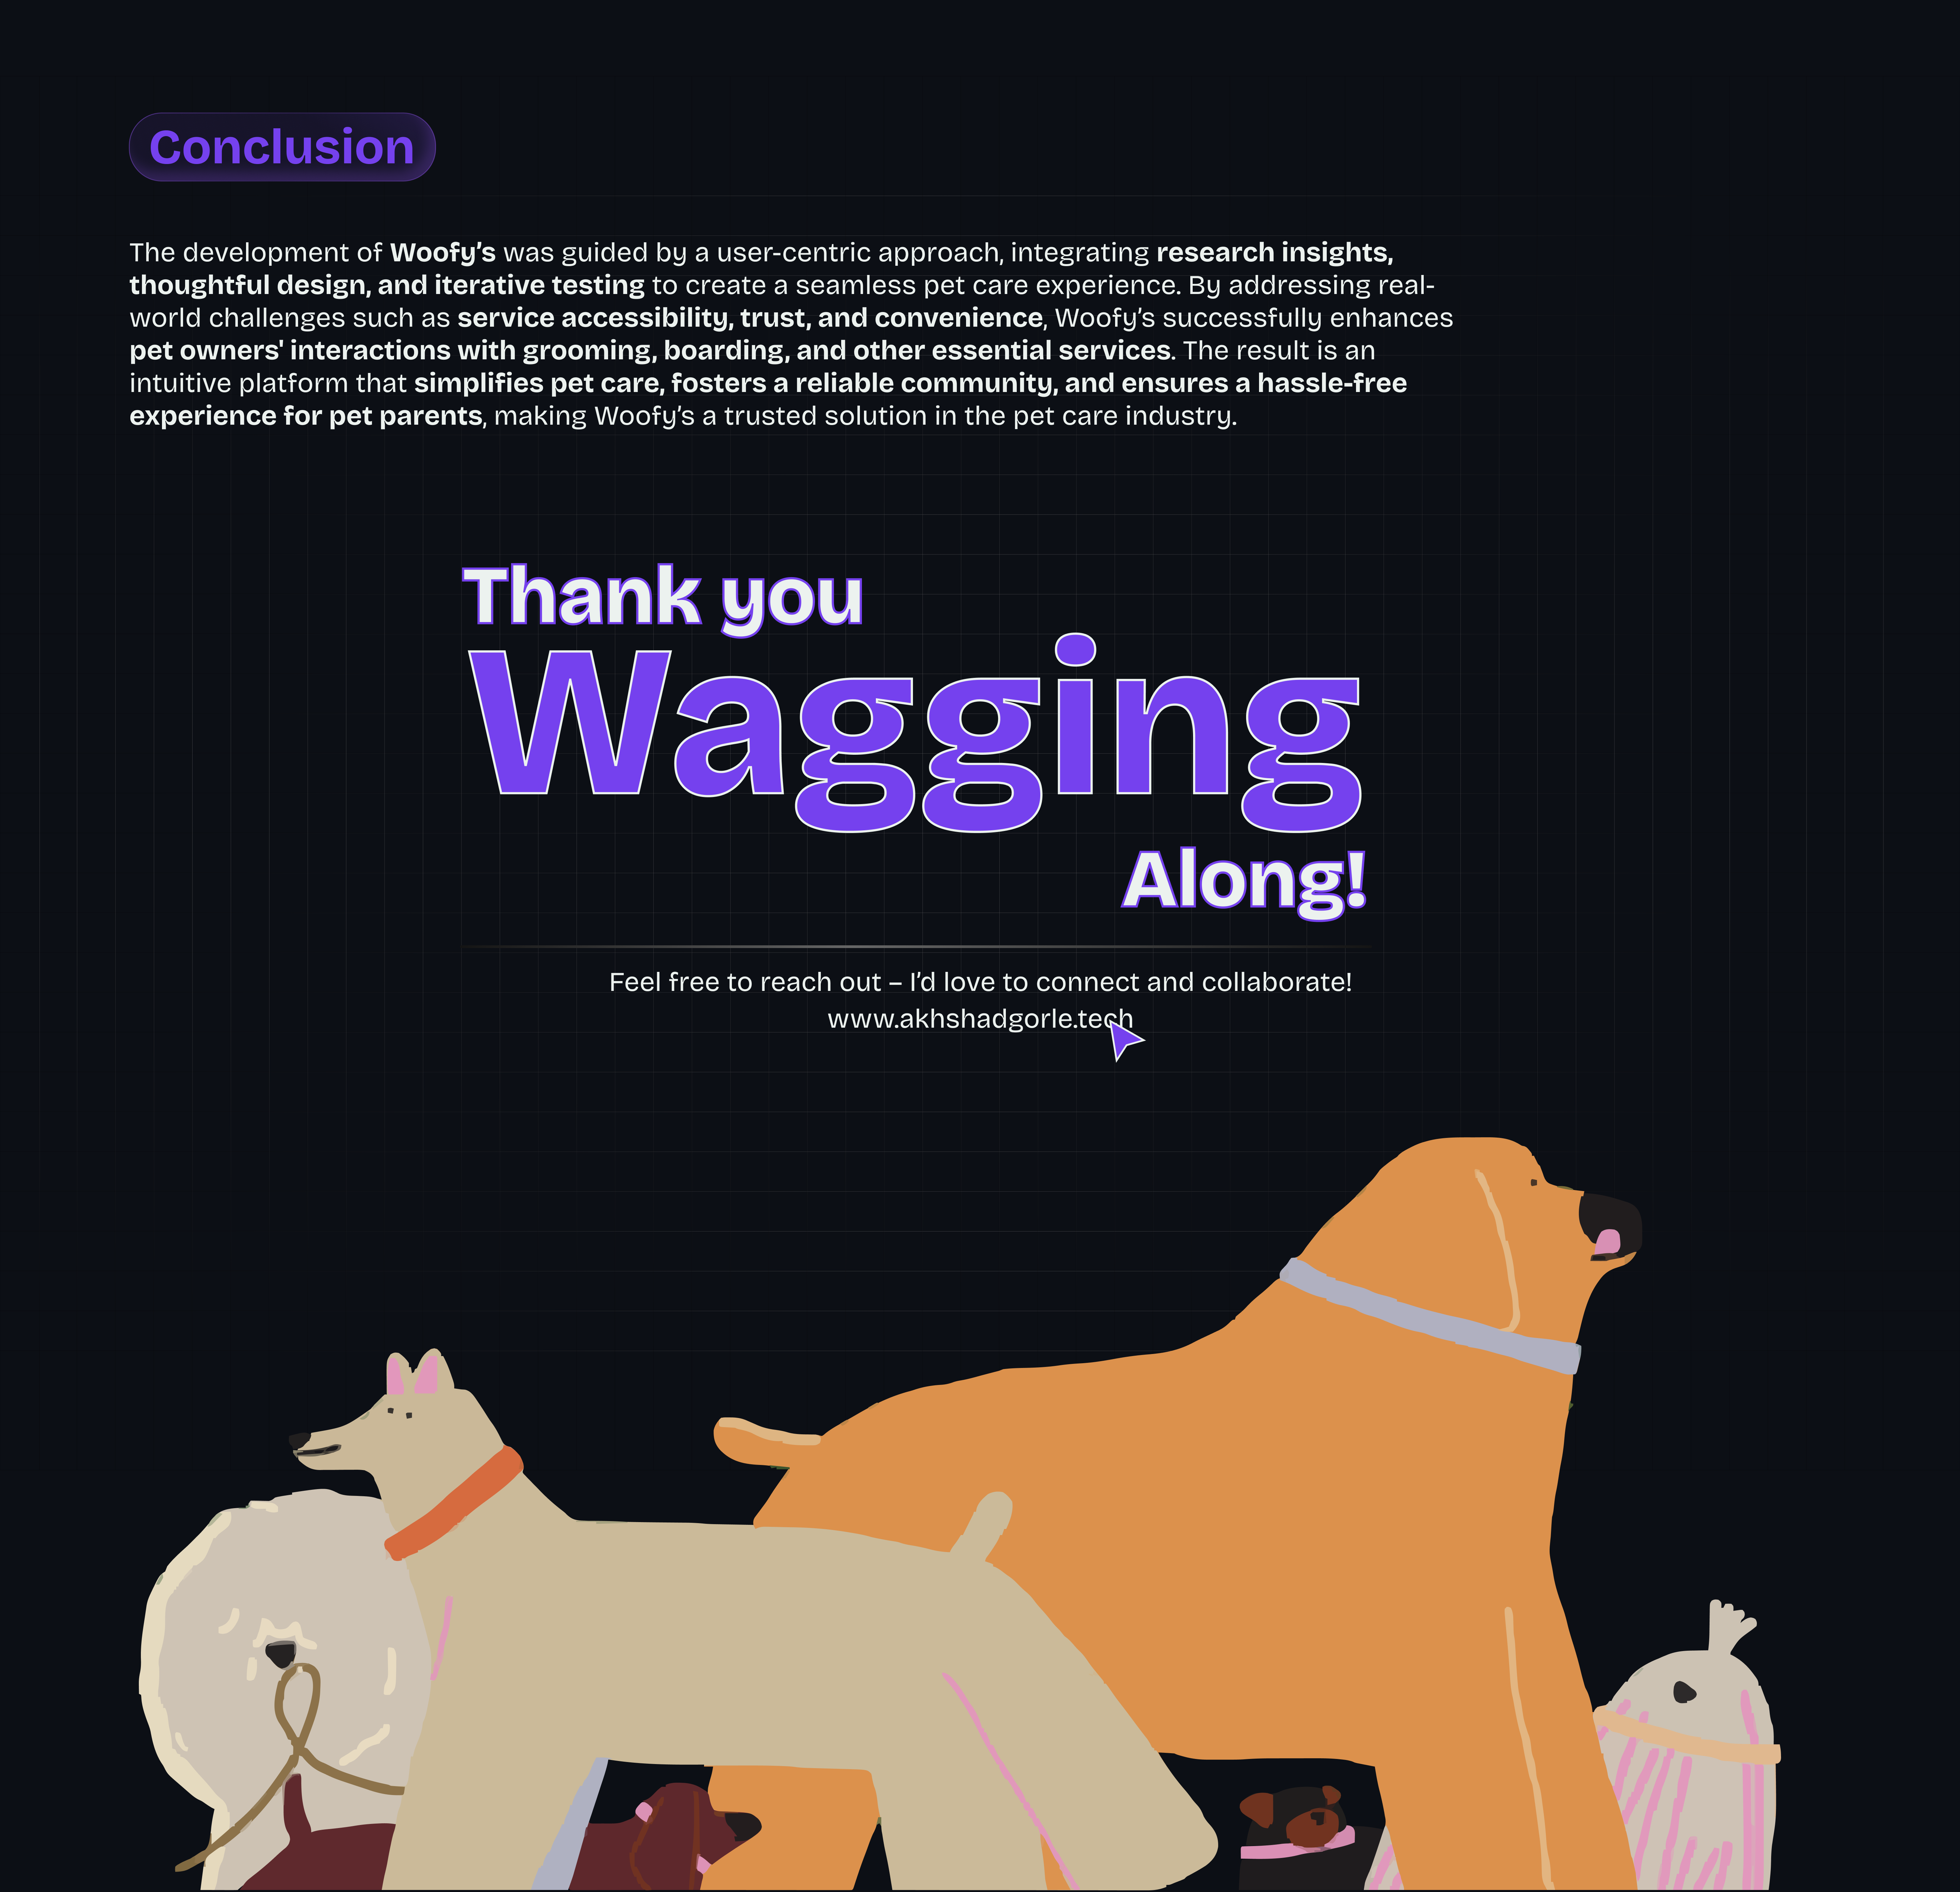 Conclusion
The development of Woofy's was guided by a user-centric approach, integrating research insights,
thoughtful design, and iterative testing to create a seamless pet care experience. By addressing real-
world challenges such as service accessibility, trust, and convenience, Woofy's successfully enhances
pet owners' interactions with grooming, boarding, and other essential services. The result is an
intuitive platform that simplifies pet care, fosters a reliable community, and ensures a hassle-free
experience for pet parents, making Woofy's a trusted solution in the pet care industry.
Thank you
Wagging
Along!
Feel free to reach out – I'd love to connect and collaborate!
www.akhshadgorle.tech